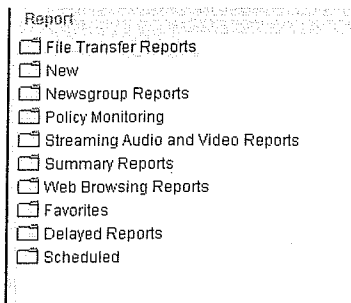 Report
File Transfer Reports
New
Newsgroup Reports
Policy Monitoring
Streaming Audio and Video Reports
Summary Reports
Web Browsing Reports
Favorites
Delayed Reports
Scheduled